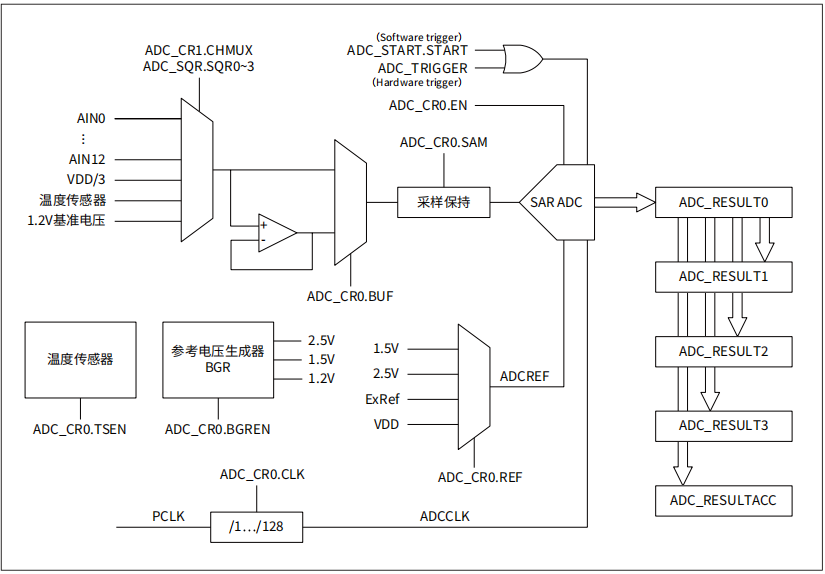 (Software trigger)
ADC_CR1.CHMUX
ADC_START.START
ADC_SQR.SQR0~3
ADC_TRIGGER
(Hardware trigger)
ADC_CR0.EN
AIN0
⋮
AIN12
VDD/3
温度传感器
1.2V基准电压
+
-
ADC_CR0.BUF
ADC_CR0.SAM
采样保持
SAR ADC
ADC_RESULT0
ADC_RESULT1
ADC_RESULT2
ADC_RESULT3
ADC_RESULTACC
温度传感器
ADC_CR0.TSEN
参考电压生成器
BGR
2.5V
1.5V
1.2V
ADC_CR0.BGREN
1.5V
2.5V
ExRef
VDD
ADCREF
ADC_CR0.REF
ADC_CR0.CLK
PCLK
/1.../128
ADCCLK